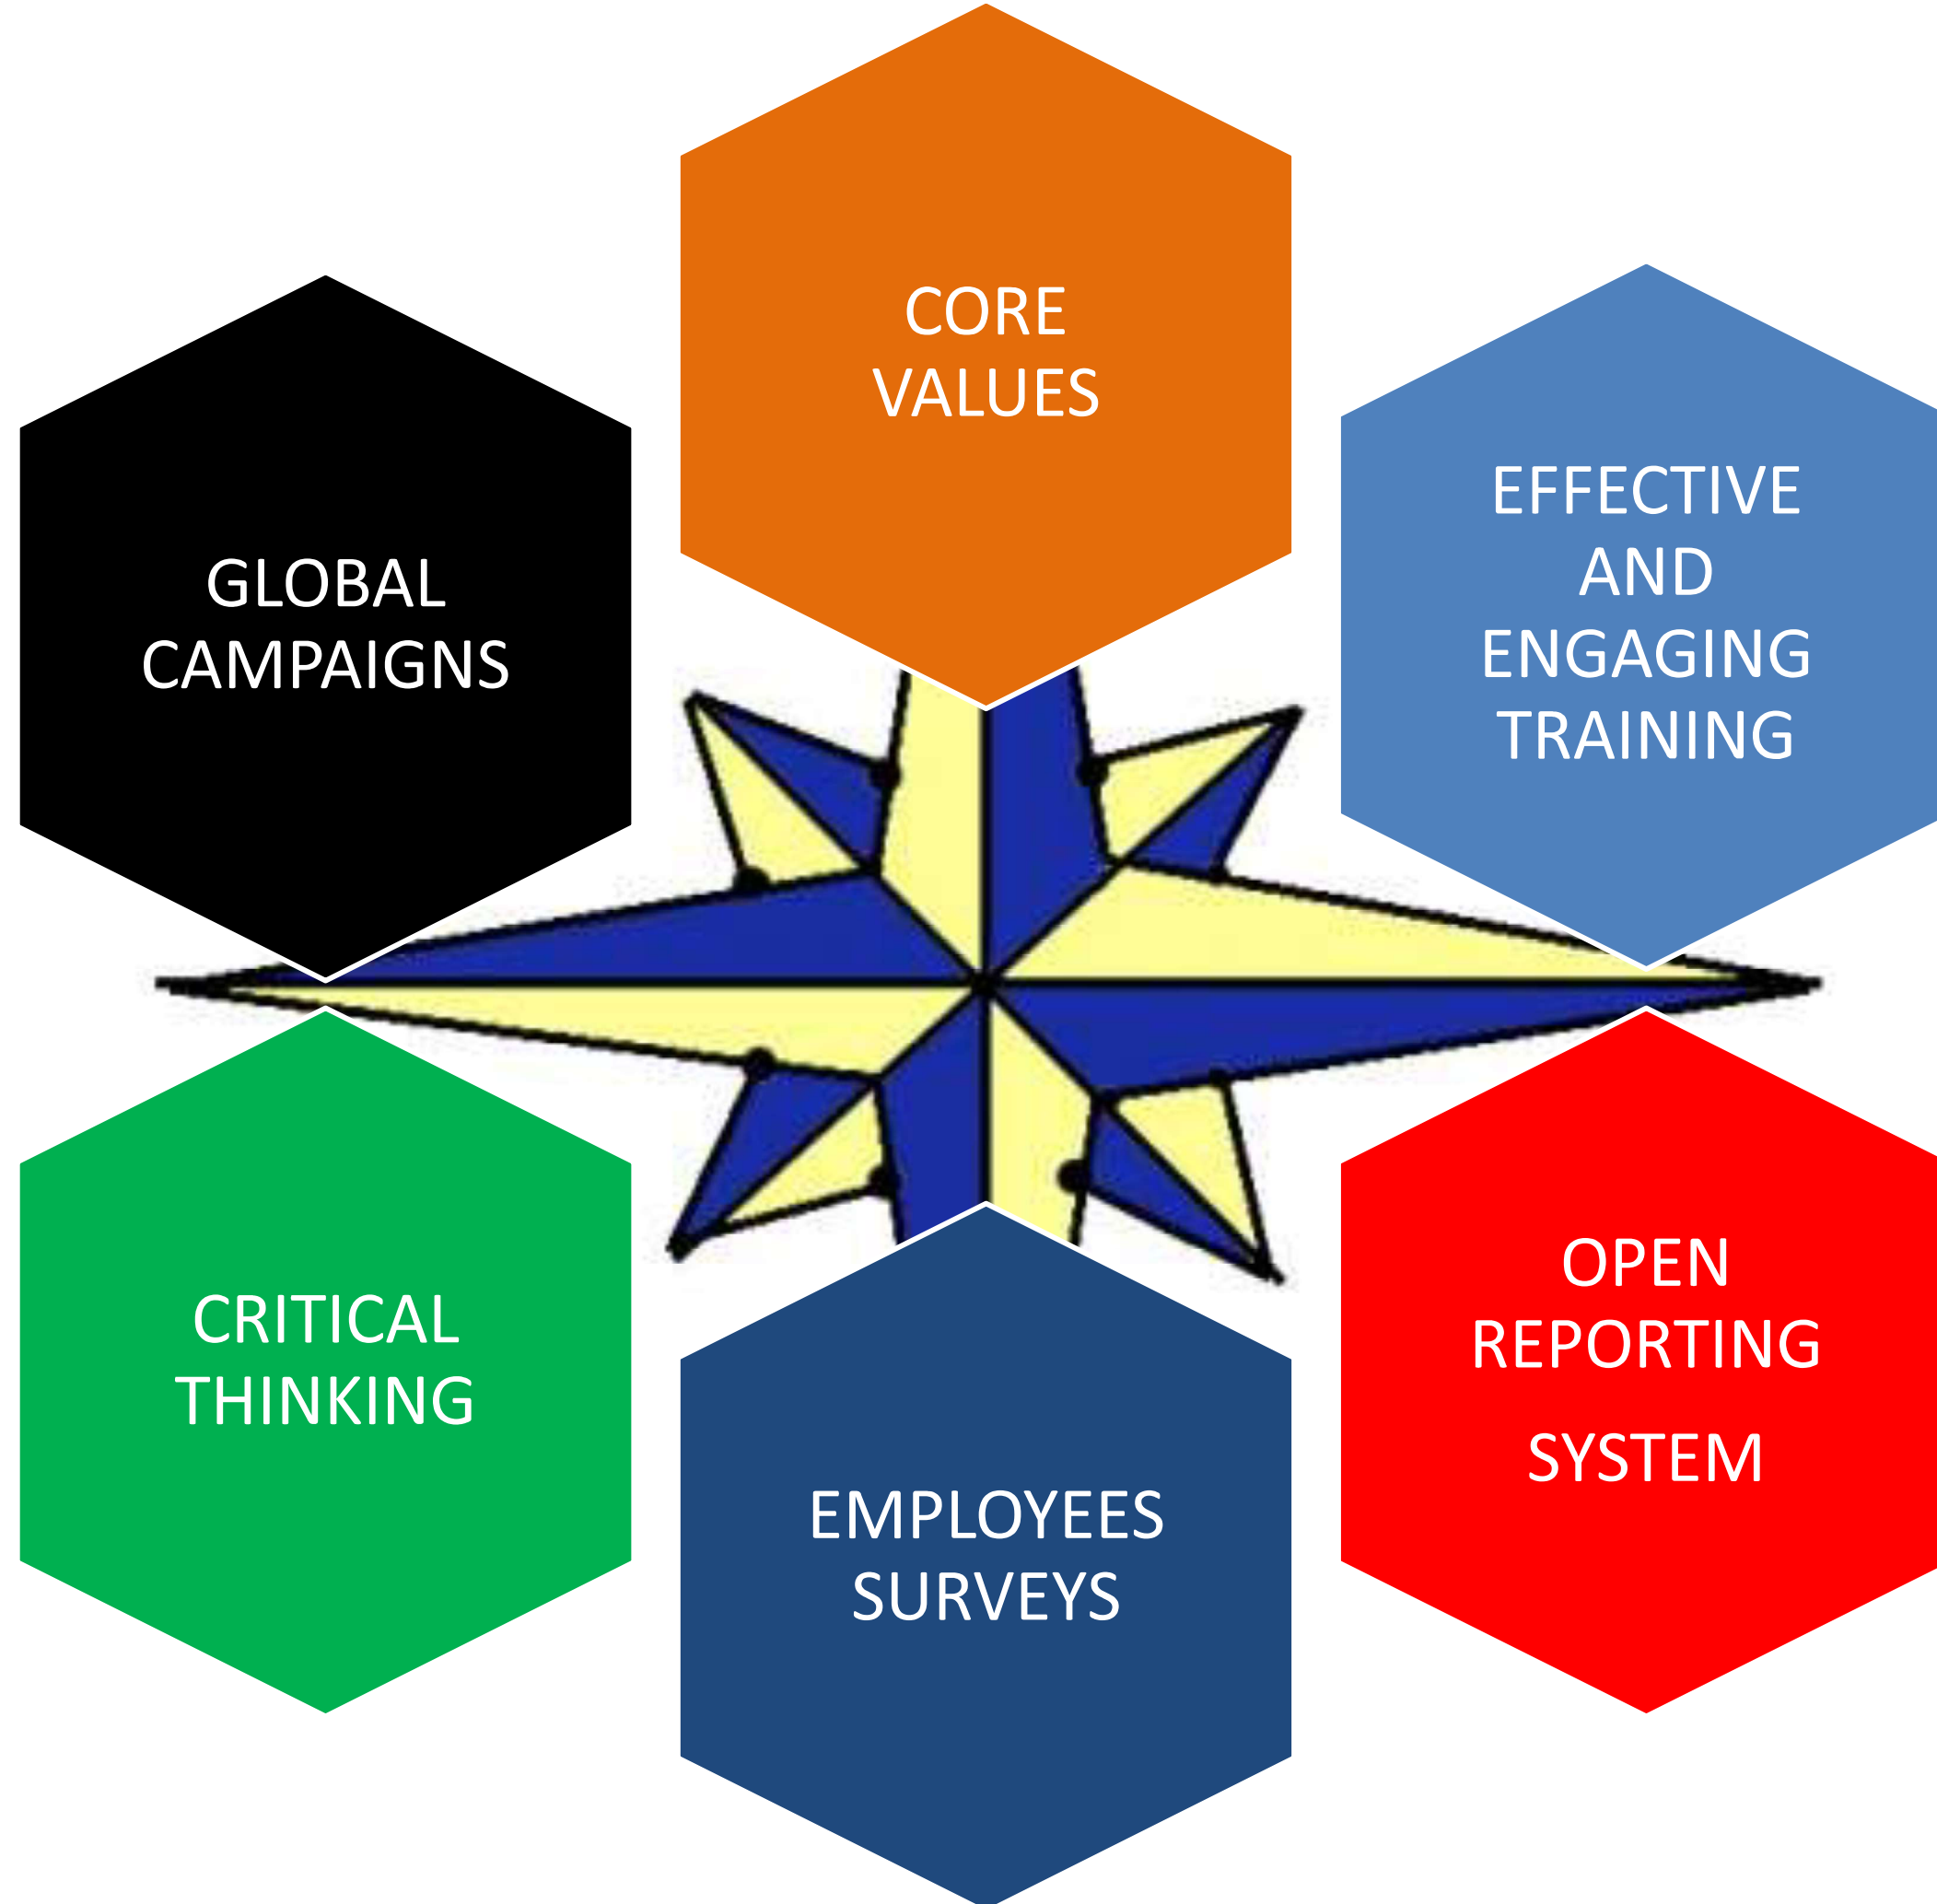 CORE
VALUES
EFFECTIVE
AND
ENGAGING
TRAINING
OPEN
REPORTING
SYSTEM
EMPLOYEES
SURVEYS
CRITICAL
THINKING
GLOBAL
CAMPAIGNS